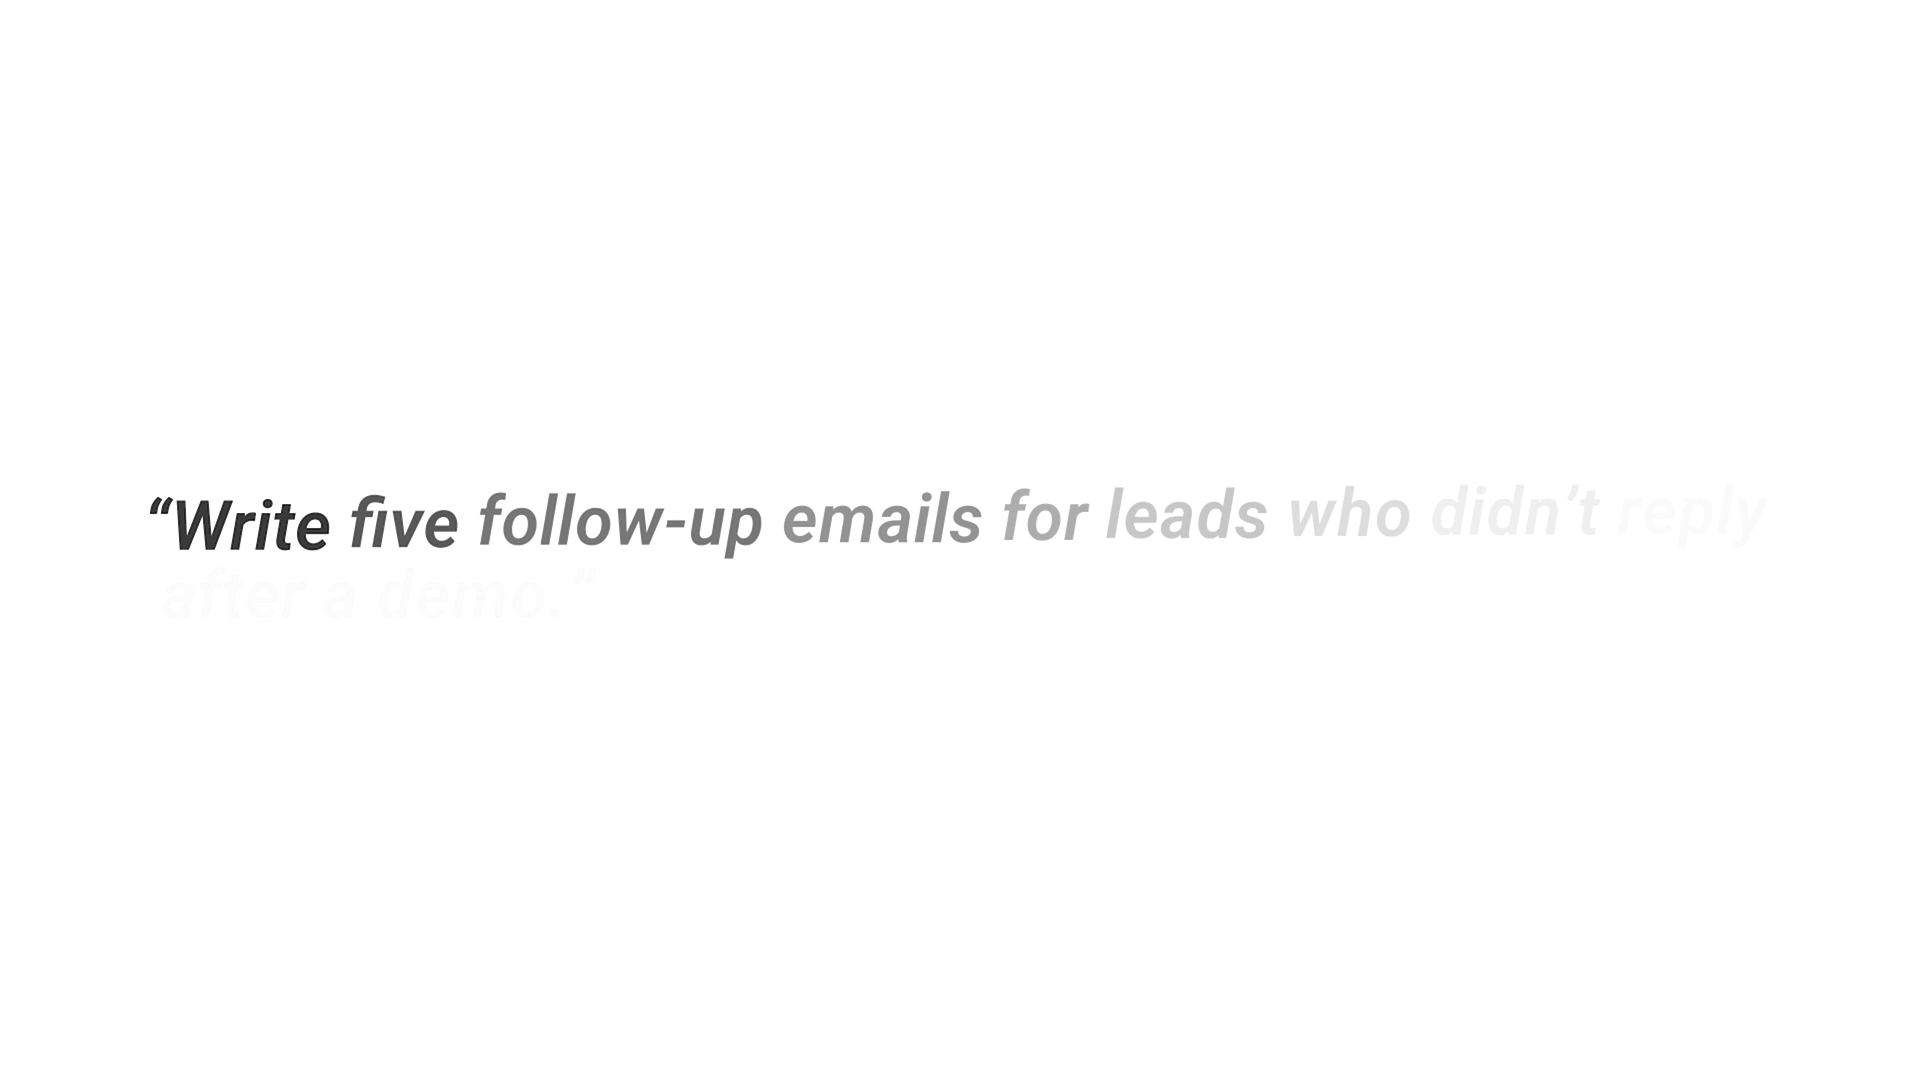 “Write five follow-up emails for leads who didn’t reply
after a demo.”